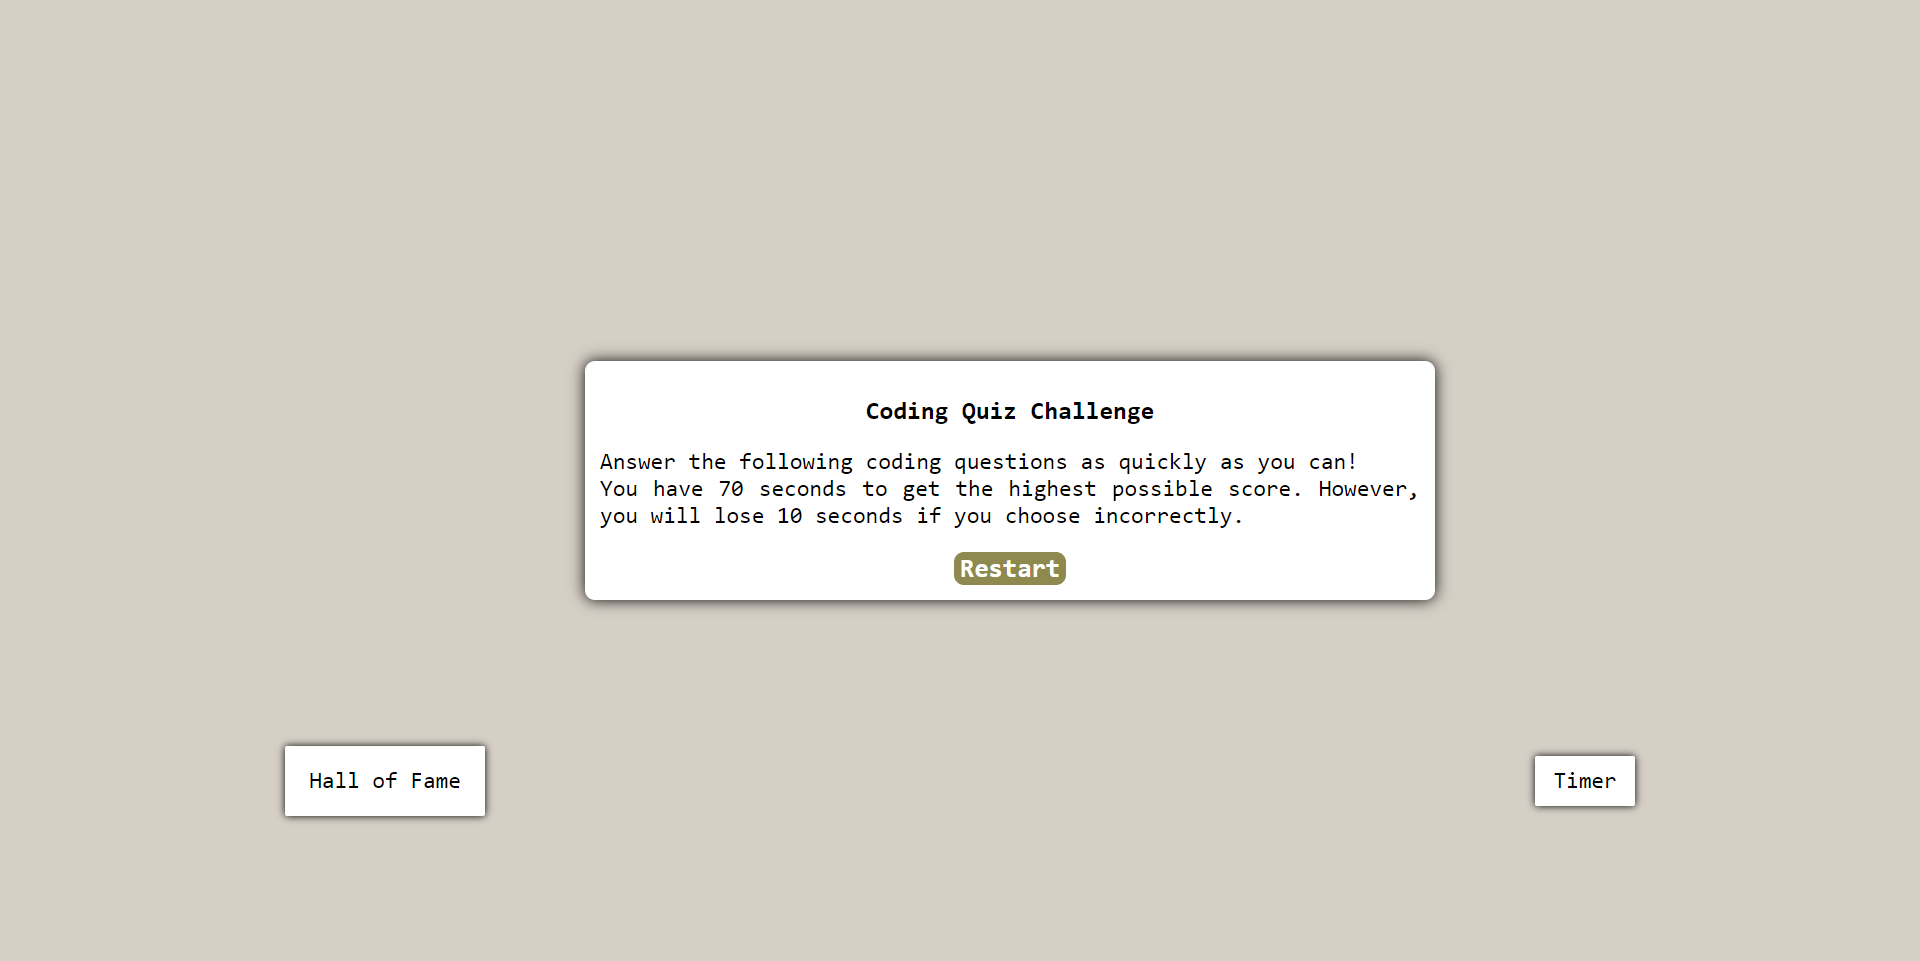 Coding Quiz Challenge
Answer the following coding questions as quickly as you can!
You have 70 seconds to get the highest possible score. However,
you will lose 10 seconds if you choose incorrectly.
Restart
Hall of Fame
Timer